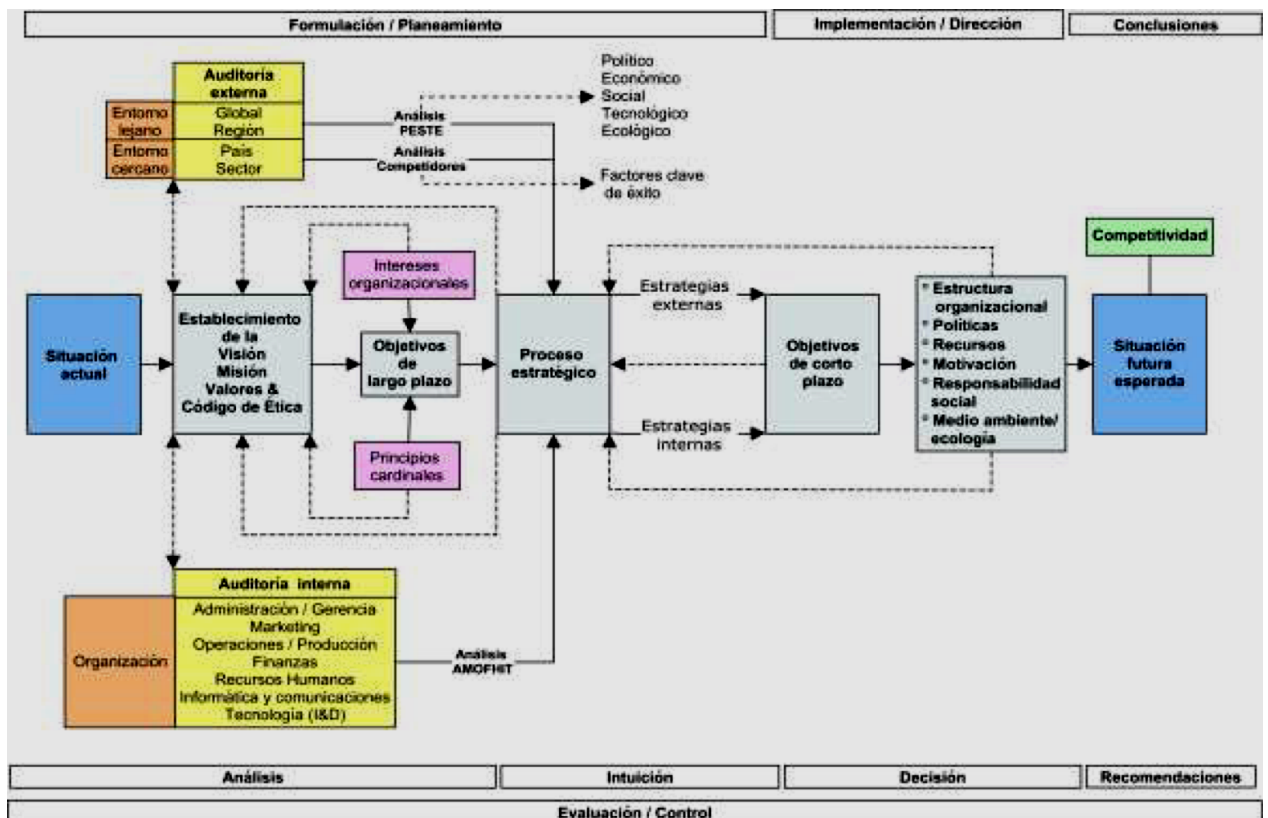 Formulación / Planeamiento
Implementación / Dirección
Conclusiones
Auditoría
externa
Entorno
lejano
Global
Región
Entorno
cercano
País
Sector
Análisis
PESTE
Análisis
Competidores
Político
Económico
Social
Tecnológico
Ecológico
Factores clave
de éxito
Competitividad
Intereses
organizacionales
Situación
actual
Establecimiento
de la
Visión
Misión
Valores &
Código de Ética
Objetivos
de
largo plazo
Principios
cardinales
Proceso
estratégico
Estrategias
externas
Estrategias
internas
Objetivos
de corto
plazo
* Estructura
organizacional
* Políticas
* Recursos
* Motivación
* Responsabilidad
social
* Medio ambiente/
ecología
Situación
futura
esperada
Organización
Auditoría interna
Administración / Gerencia
Marketing
Operaciones / Producción
Finanzas
Recursos Humanos
Informática y comunicaciones
Tecnología (I&D)
Análisis
AMOFHIT
Análisis
Intuición
Decisión
Recomendaciones
Evaluación / Control